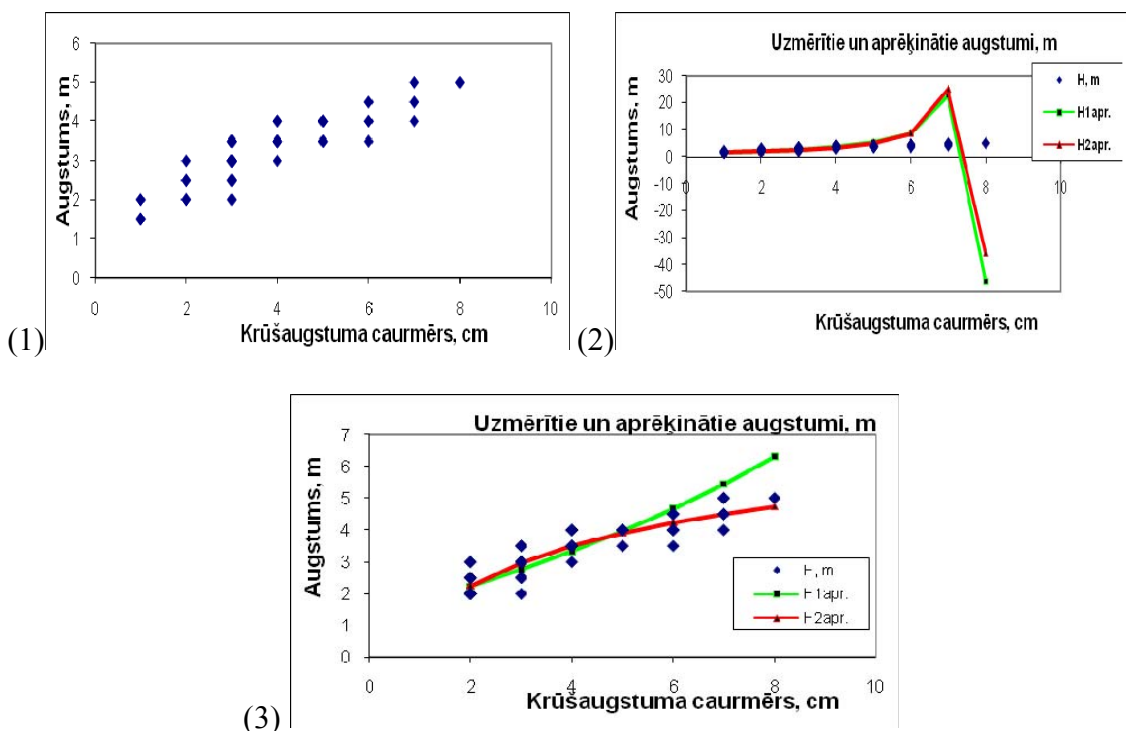 6
5
4
3
2
1
0
Augstums, m
0 2 4 6 8 10
Krūšaugstuma caurmērs, cm
(1)
Uzmērītie un aprēķinātie augstumi, m
30
20
10
0
-10
-20
-30
-40
-50
Augstums, m
0 2 4 6 8 10
H, m
H1apr.
H2apr.
Krūšaugstuma caurmērs, cm
(2)
Uzmērītie un aprēķinātie augstumi, m
7
6
5
4
3
2
1
0
Augstums, m
H, m
H1apr.
H2apr.
0 2 4 6 8 10
Krūšaugstuma caurmērs, cm
(3)